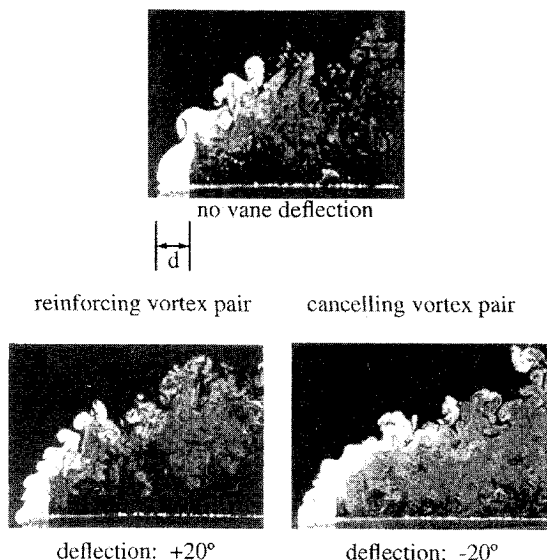 no vane deflection
d
reinforcing vortex pair
cancelling vortex pair
deflection: +20°
deflection: -20°